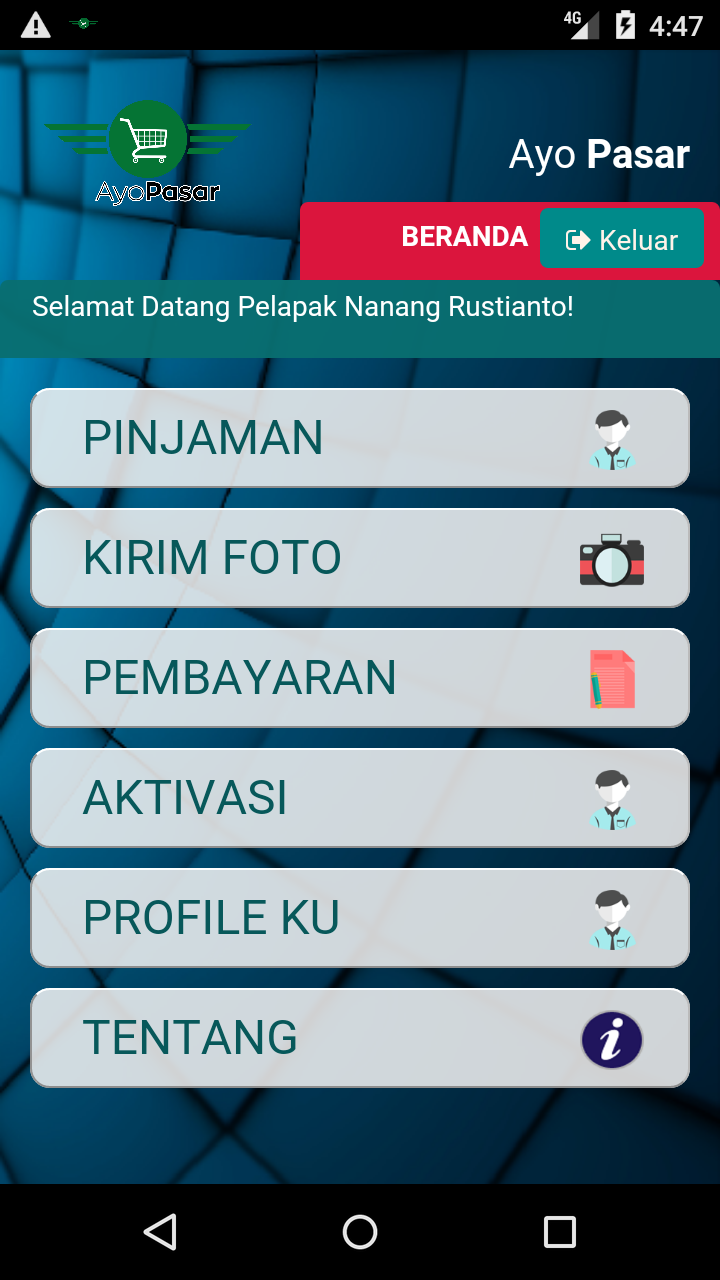 4G 4:47
AyoPasar
Ayo Pasar
BERANDA Keluar
Selamat Datang Pelapak Nanang Rustianto!
PINJAMAN
KIRIM FOTO
PEMBAYARAN
AKTIVASI
PROFILE KU
TENTANG